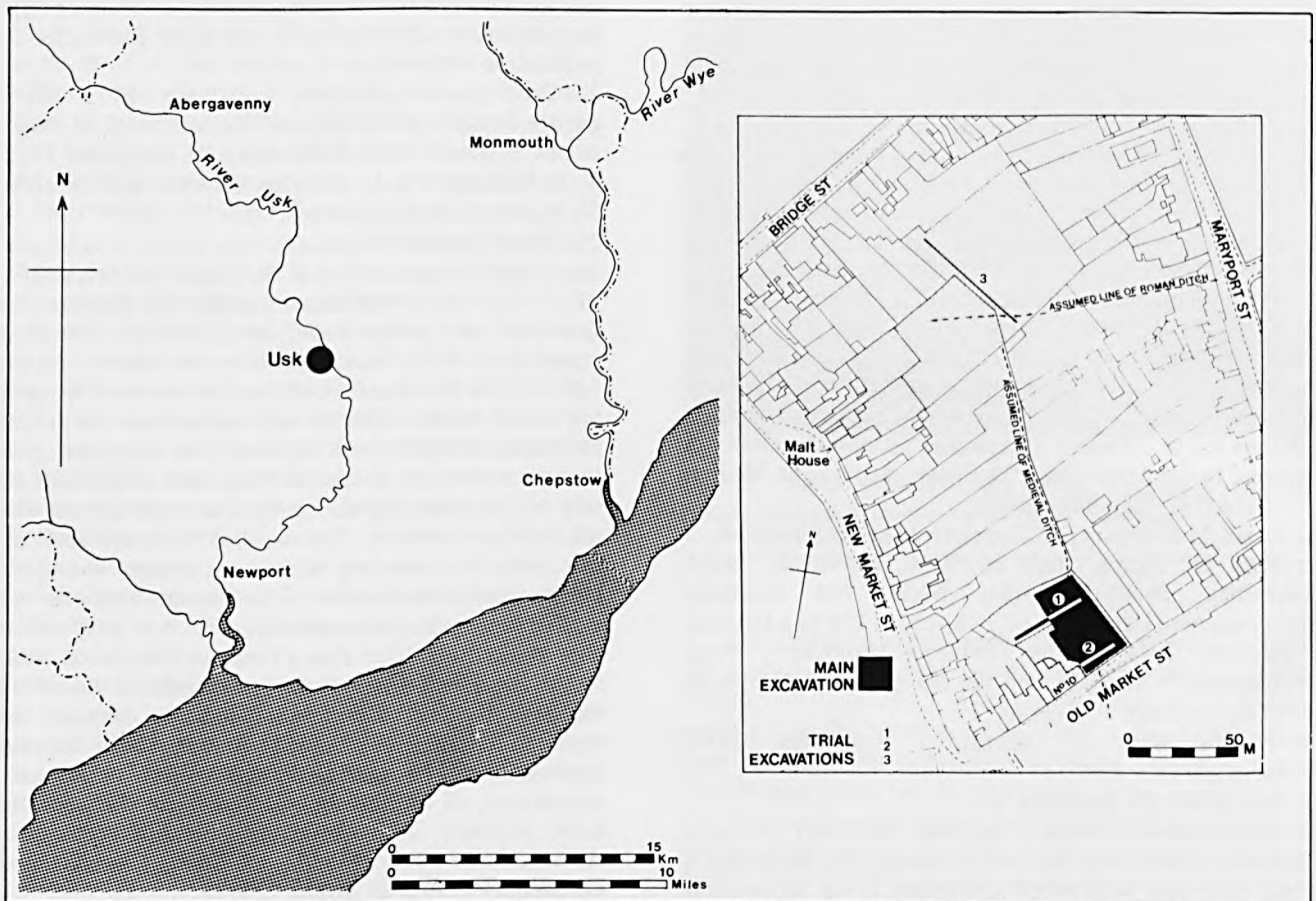 Abergavenny
River Usk
N
Usk
Newport
Monmouth
River Wye
Chepstow
0 15
Km
0 10
Miles
BRIDGE ST
MARYPORT ST
3
ASSUMED LINE OF ROMAN DITCH
ASSUMED LINE OF MEDIEVAL DITCH
Malt
House
NEW MARKET ST
1
2
Nº 10
OLD MARKET ST
MAIN
EXCAVATION
TRIAL
EXCAVATIONS
1
2
3
0 50
M